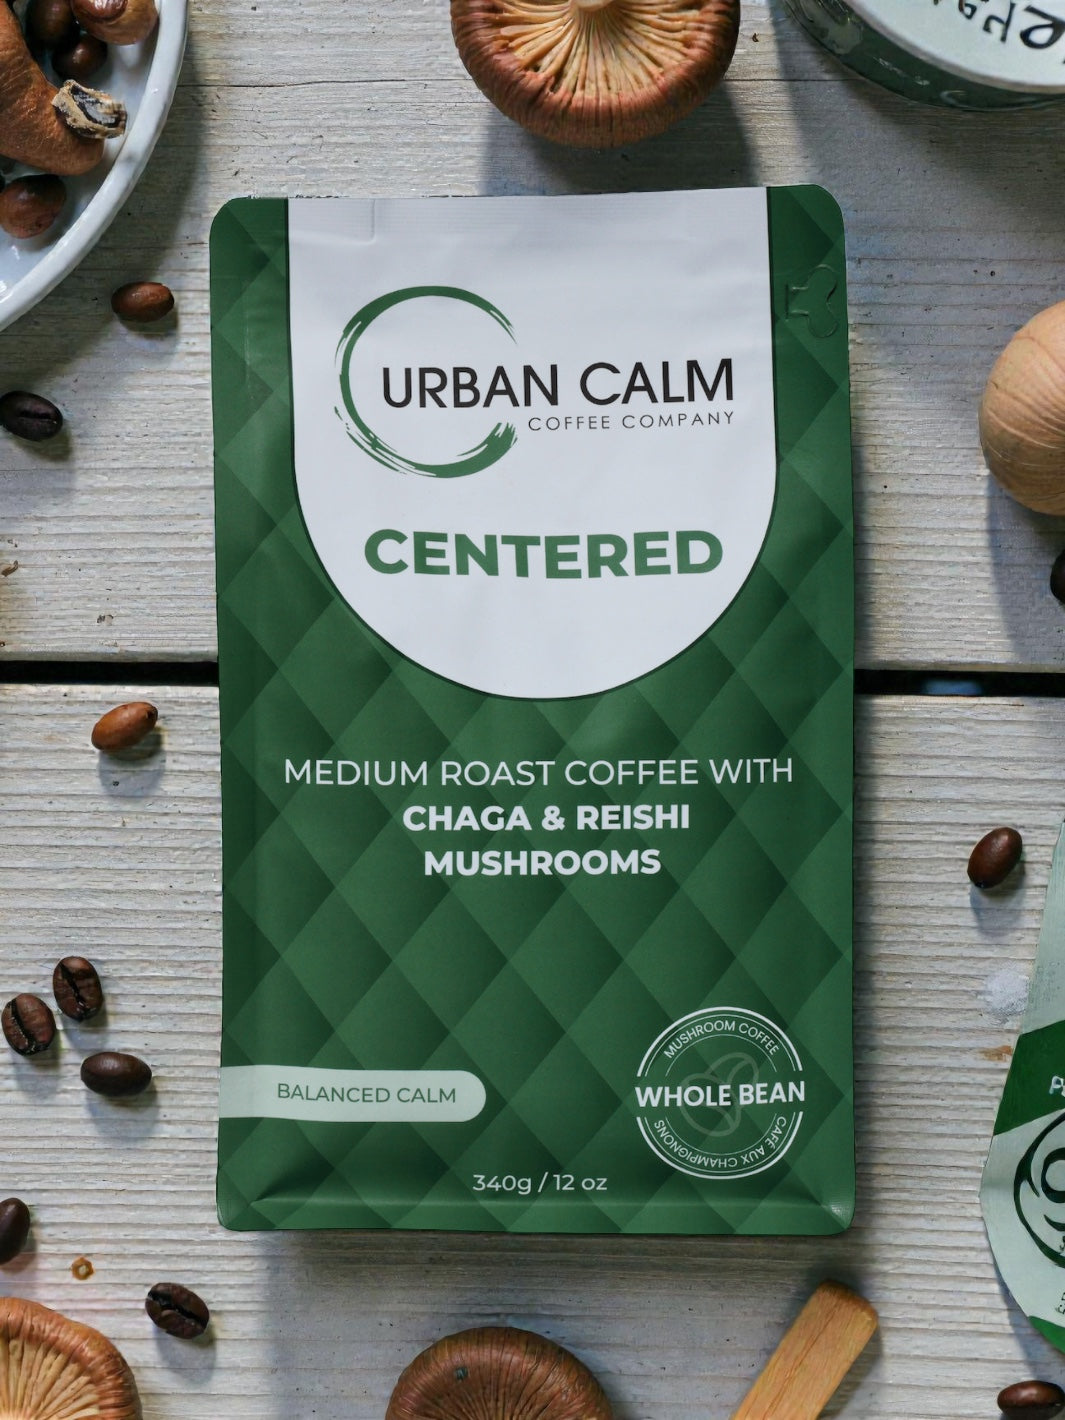 URBAN CALM
COFFEE COMPANY
CENTERED
MEDIUM ROAST COFFEE WITH
CHAGA & REISHI
MUSHROOMS
BALANCED CALM
MUSHROOM COFFEE
WHOLE BEAN
CAFÉ AUX CHAMPIGNONS
340g / 12 oz